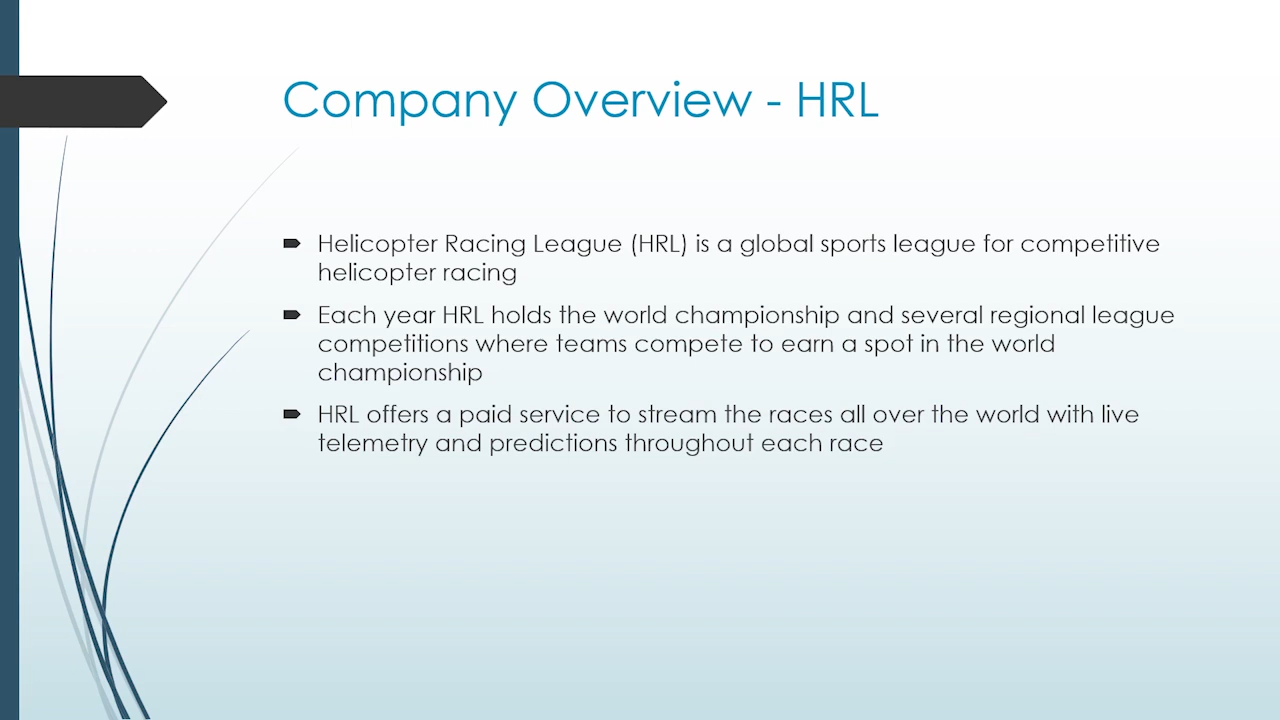 Company Overview - HRL
Helicopter Racing League (HRL) is a global sports league for competitive
helicopter racing
Each year HRL holds the world championship and several regional league
competitions where teams compete to earn a spot in the world
championship
HRL offers a paid service to stream the races all over the world with live
telemetry and predictions throughout each race